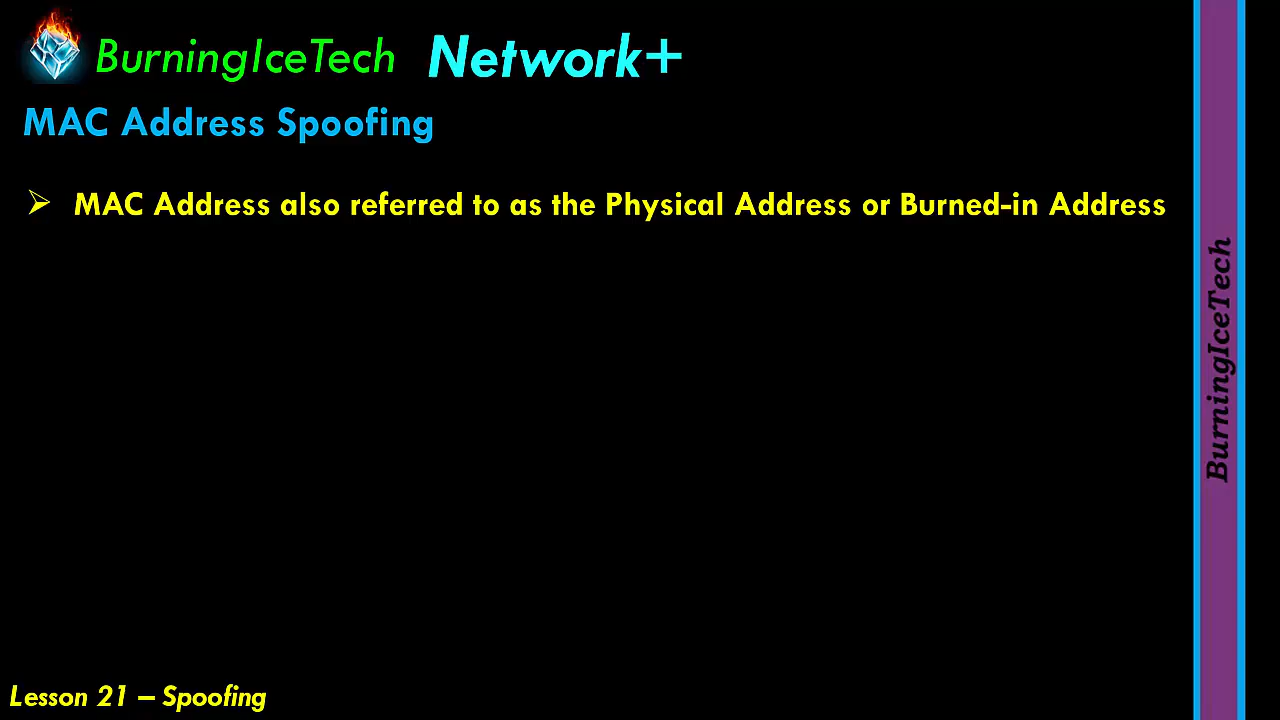 BurningIceTech Network+
MAC Address Spoofing
➢ MAC Address also referred to as the Physical Address or Burned-in Address
BurningIceTech
Lesson 21 – Spoofing